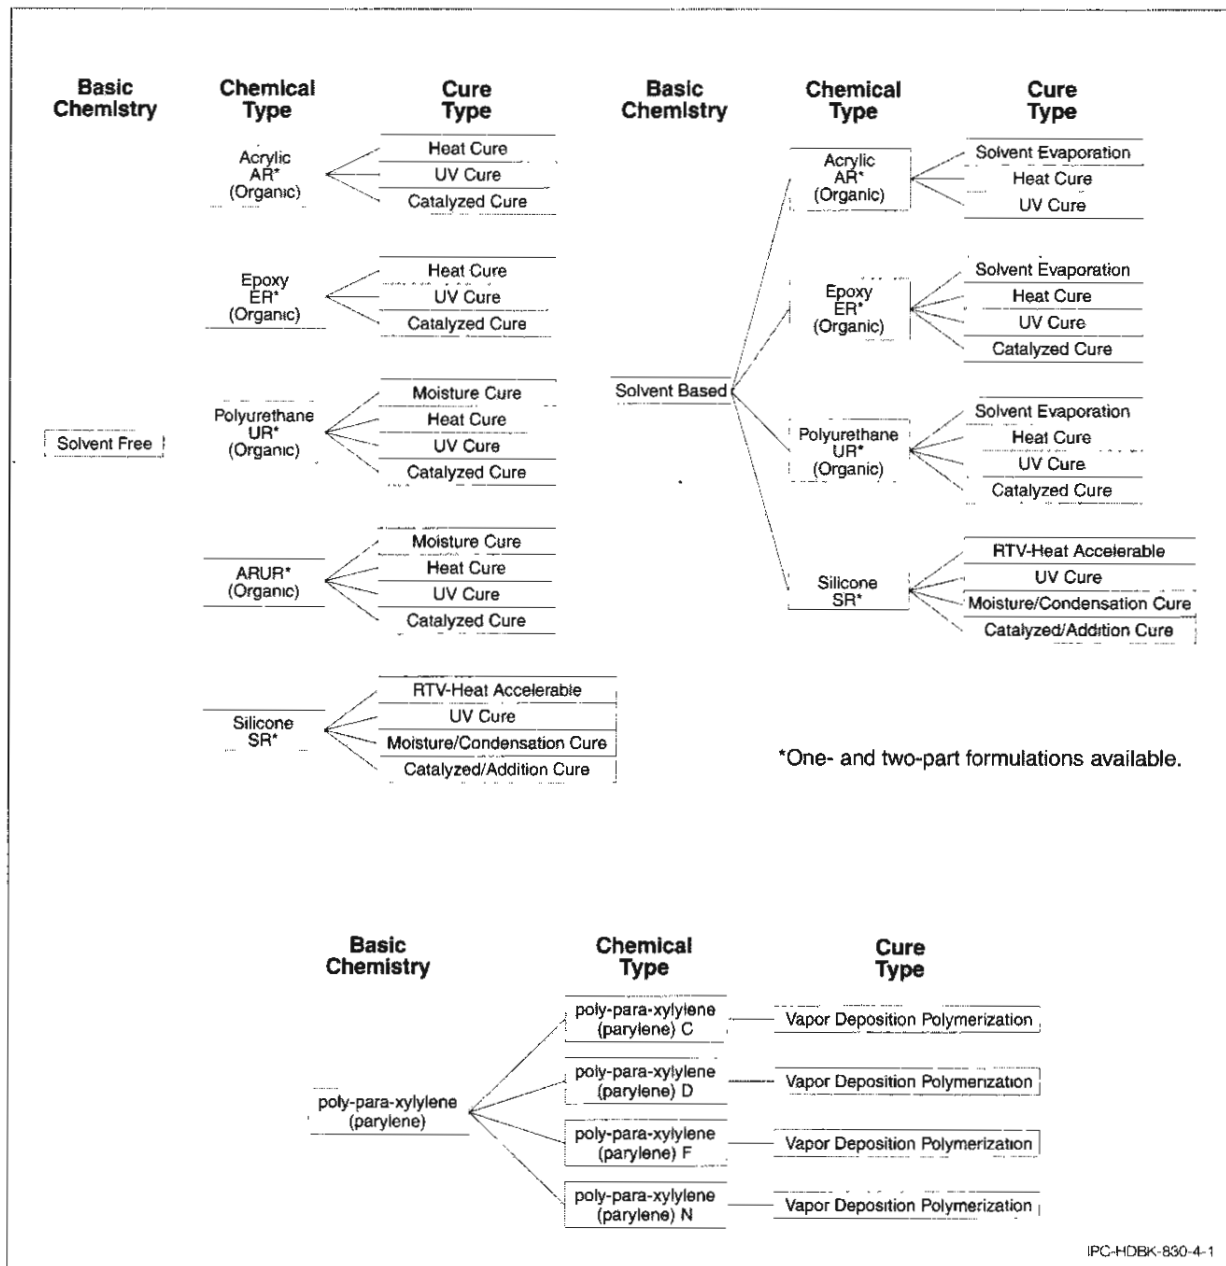 Basic
Chemistry
Chemical
Type
Cure
Type
Solvent Free
Acrylic
AR*
(Organic)
Heat Cure
UV Cure
Catalyzed Cure
Epoxy
ER*
(Organic)
Heat Cure
UV Cure
Catalyzed Cure
Polyurethane
UR*
(Organic)
Moisture Cure
Heat Cure
UV Cure
Catalyzed Cure
ARUR*
(Organic)
Moisture Cure
Heat Cure
UV Cure
Catalyzed Cure
Silicone
SR*
RTV-Heat Accelerable
UV Cure
Moisture/Condensation Cure
Catalyzed/Addition Cure
Basic
Chemistry
Chemical
Type
Cure
Type
Solvent Based
Acrylic
AR*
(Organic)
Solvent Evaporation
Heat Cure
UV Cure
Epoxy
ER*
(Organic)
Solvent Evaporation
Heat Cure
UV Cure
Catalyzed Cure
Polyurethane
UR*
(Organic)
Solvent Evaporation
Heat Cure
UV Cure
Catalyzed Cure
Silicone
SR*
RTV-Heat Accelerable
UV Cure
Moisture/Condensation Cure
Catalyzed/Addition Cure
*One- and two-part formulations available.
Basic
Chemistry
Chemical
Type
Cure
Type
poly-para-xylylene
(parylene)
poly-para-xylylene
(parylene) C
Vapor Deposition Polymerization
poly-para-xylylene
(parylene) D
Vapor Deposition Polymerization
poly-para-xylylene
(parylene) F
Vapor Deposition Polymerization
poly-para-xylylene
(parylene) N
Vapor Deposition Polymerization
IPC-HDBK-830-4-1